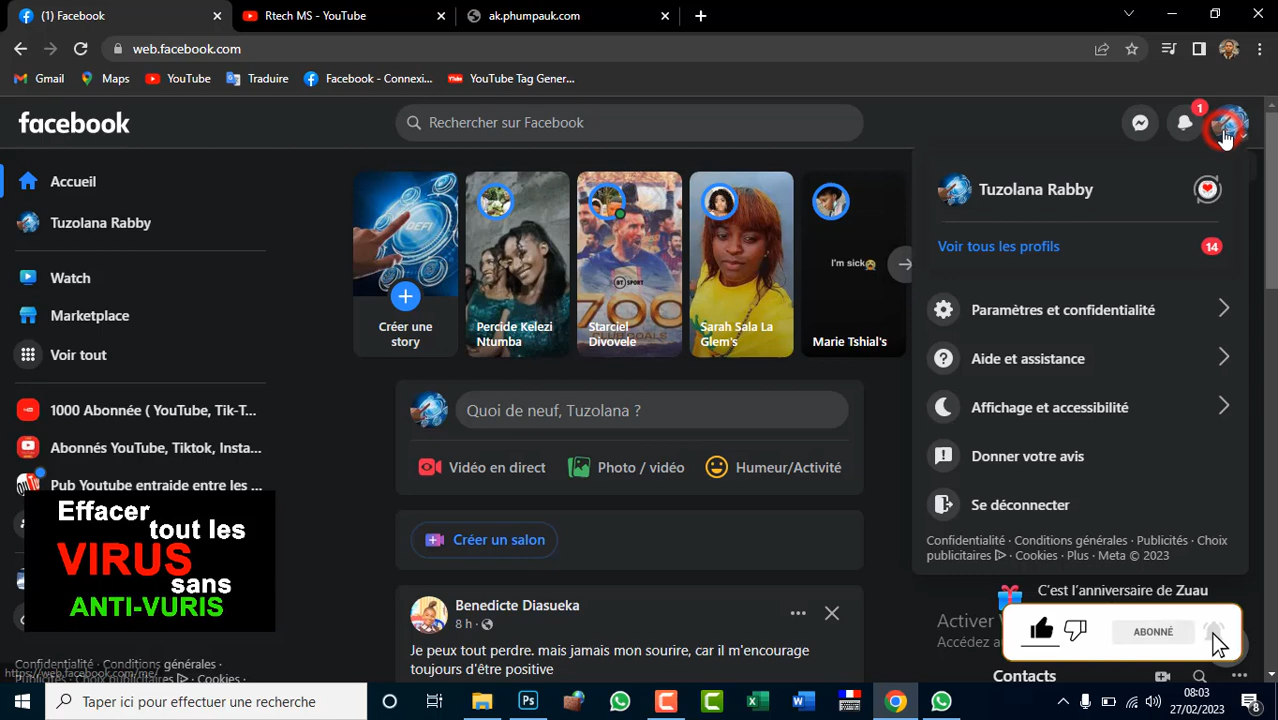 (1) Facebook
Rtech MS - YouTube
ak.phumpauk.com
web.facebook.com
Gmail
Maps
YouTube
Traduire
Facebook - Connexi...
YouTube Tag Gener...
facebook
Rechercher sur Facebook
1
Accueil
Tuzolana Rabby
Watch
Marketplace
Voir tout
1000 Abonnée ( YouTube, Tik-T...
Abonnés YouTube, Tiktok, Insta...
Pub Youtube entraide entre les ...
Effacer
tout les
VIRUS
sans
ANTI-VURIS
Confidentialité · Conditions générales ·
https://web.facebook.com/me/
DEFI
Créer une
story
Percide Kelezi
Ntumba
BT SPORT
700
Starciel
Divovele
Sarah Sala La
Glem's
I'm sick😭
Marie Tshial's
Quoi de neuf, Tuzolana ?
Vidéo en direct
Photo / vidéo
Humeur/Activité
Créer un salon
Benedicte Diasueka
8 h ·
Je peux tout perdre. mais jamais mon sourire, car il m'encourage
toujours d'être positive
Tuzolana Rabby
Voir tous les profils
14
Paramètres et confidentialité
Aide et assistance
Affichage et accessibilité
Donner votre avis
Se déconnecter
Confidentialité · Conditions générales · Publicités · Choix
publicitaires · Cookies · Plus · Meta © 2023
C'est l'anniversaire de Zuau
Activer
Accédez a
ABONNÉ
Contacts
Taper ici pour effectuer une recherche
08:03
27/02/2023
8